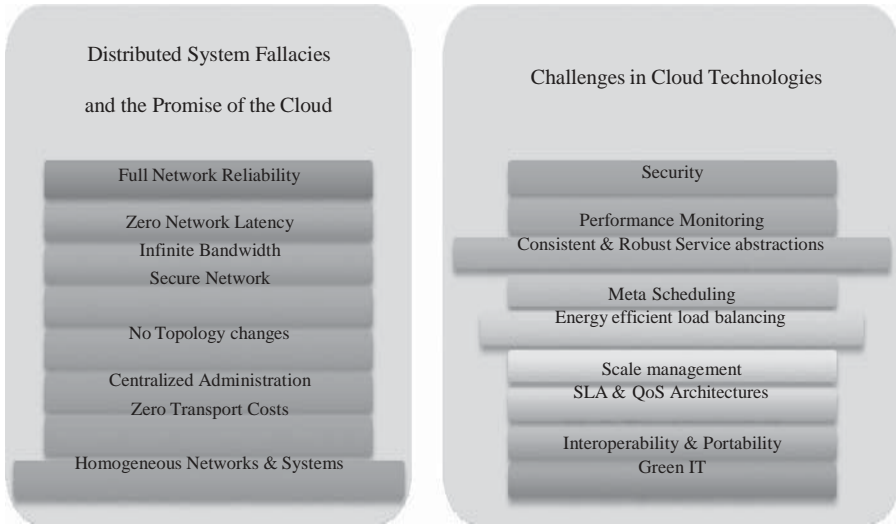 Distributed System Fallacies
and the Promise of the Cloud
Full Network Reliability
Zero Network Latency
Infinite Bandwidth
Secure Network
No Topology changes
Centralized Administration
Zero Transport Costs
Homogeneous Networks & Systems
Challenges in Cloud Technologies
Security
Performance Monitoring
Consistent & Robust Service abstractions
Meta Scheduling
Energy efficient load balancing
Scale management
SLA & QoS Architectures
Interoperability & Portability
Green IT